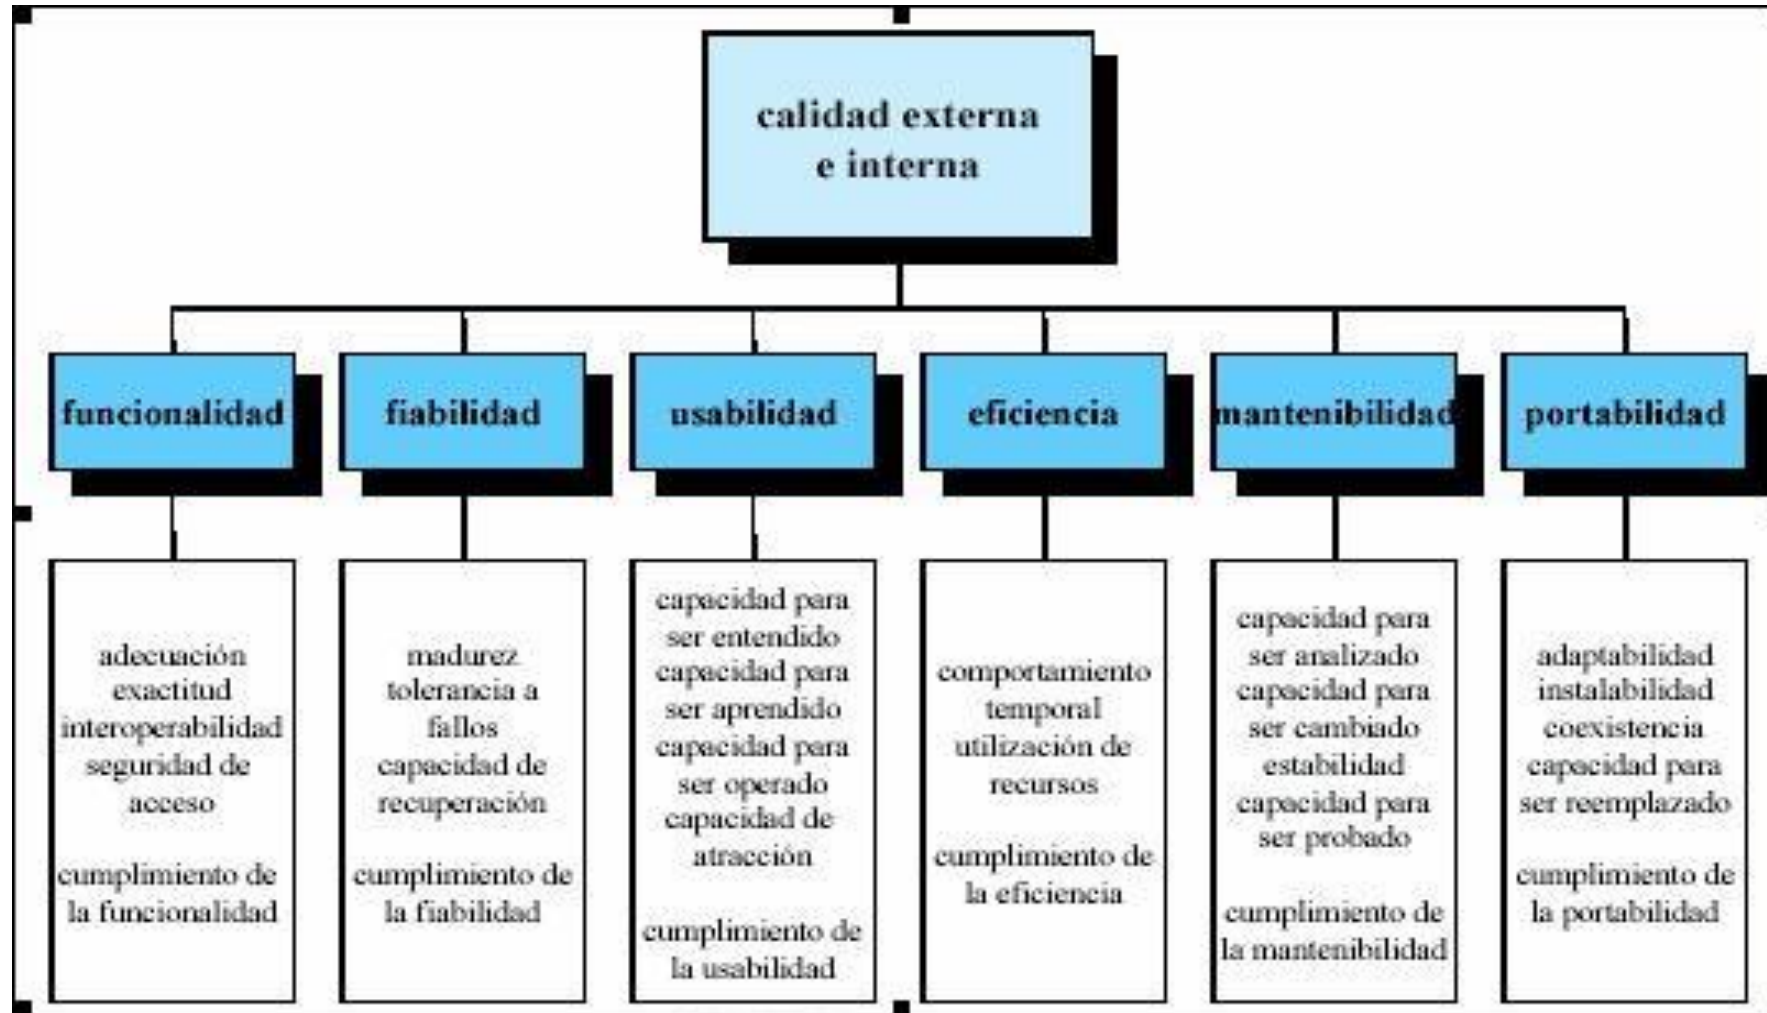 calidad externa
e interna
funcionalidad
fiabilidad
usabilidad
eficiencia
mantenibilidad
portabilidad
adecuación
exactitud
interoperabilidad
seguridad de
acceso
cumplimiento de
la funcionalidad
madurez
tolerancia a
fallos
capacidad de
recuperación
cumplimiento de
la fiabilidad
capacidad para
ser entendido
capacidad para
ser aprendido
capacidad para
ser operado
capacidad de
atracción
cumplimiento de
la usabilidad
comportamiento
temporal
utilización de
recursos
cumplimiento de
la eficiencia
capacidad para
ser analizado
capacidad para
ser cambiado
estabilidad
capacidad para
ser probado
cumplimiento de
la mantenibilidad
adaptabilidad
instalabilidad
coexistencia
capacidad para
ser reemplazado
cumplimiento de
la portabilidad